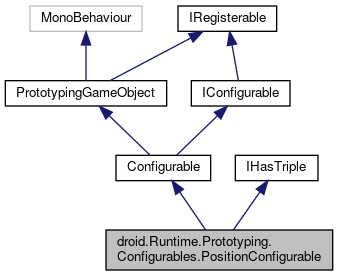 MonoBehaviour
IRegisterable
PrototypingGameObject
IConfigurable
Configurable
IHasTriple
droid.Runtime.Prototyping.
Configurables.PositionConfigurable